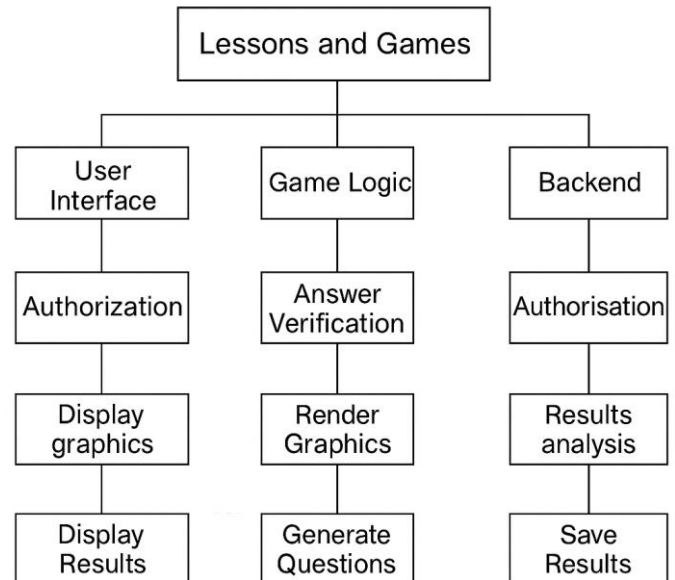 Lessons and Games
User
Interface
Game Logic
Backend
Authorization
Answer
Verification
Authorisation
Display
graphics
Render
Graphics
Results
analysis
Display
Results
Generate
Questions
Save
Results